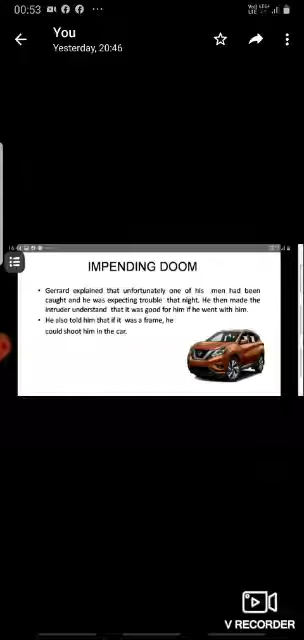 00:53
You
Yesterday, 20:46
IMPENDING DOOM
• Gerrard explained that unfortunately one of his men had been
caught and he was expecting trouble that night. He then made the
intruder understand that it was good for him if he went with him.
• He also told him that if it was a frame, he
could shoot him in the car.
V RECORDER